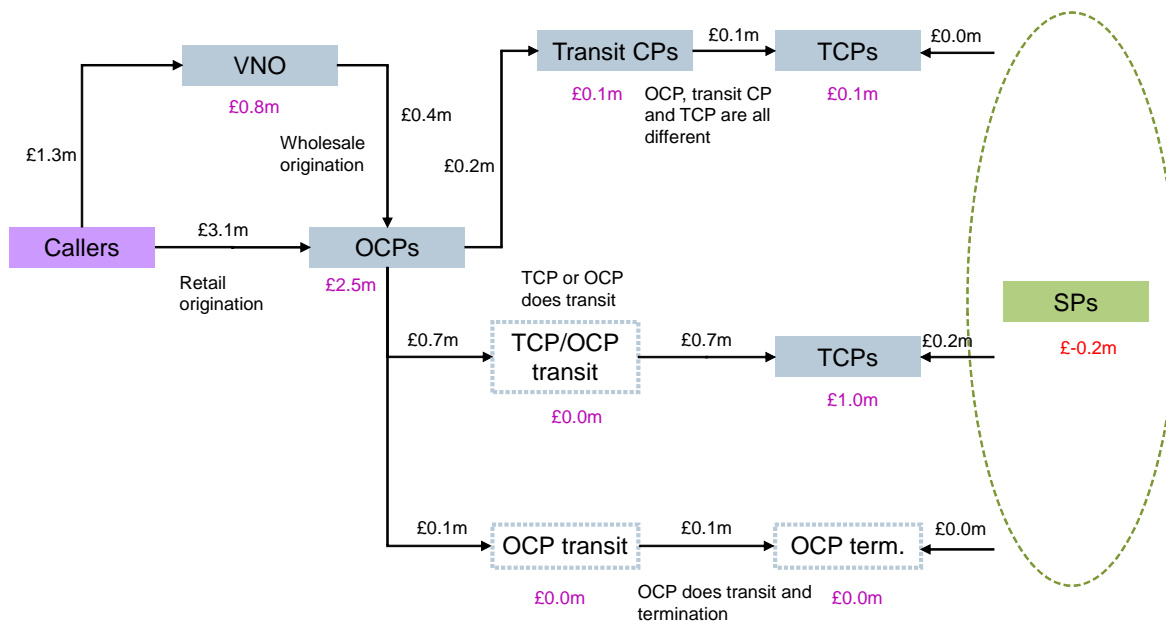 £0.1m
£0.0m
VNO
Transit CPs
TCPs
£0.8m
£0.1m
OCP, transit CP
and TCP are all
different
£0.1m
£0.4m
Wholesale
origination
£1.3m
£0.2m
Callers
£3.1m
OCPs
Retail
origination
£2.5m
TCP or OCP
does transit
SPs
£-0.2m
£0.7m
TCP/OCP
transit
£0.7m
TCPs
£0.2m
£0.0m
£1.0m
£0.1m
OCP transit
£0.1m
OCP term.
£0.0m
£0.0m
OCP does transit and
termination
£0.0m